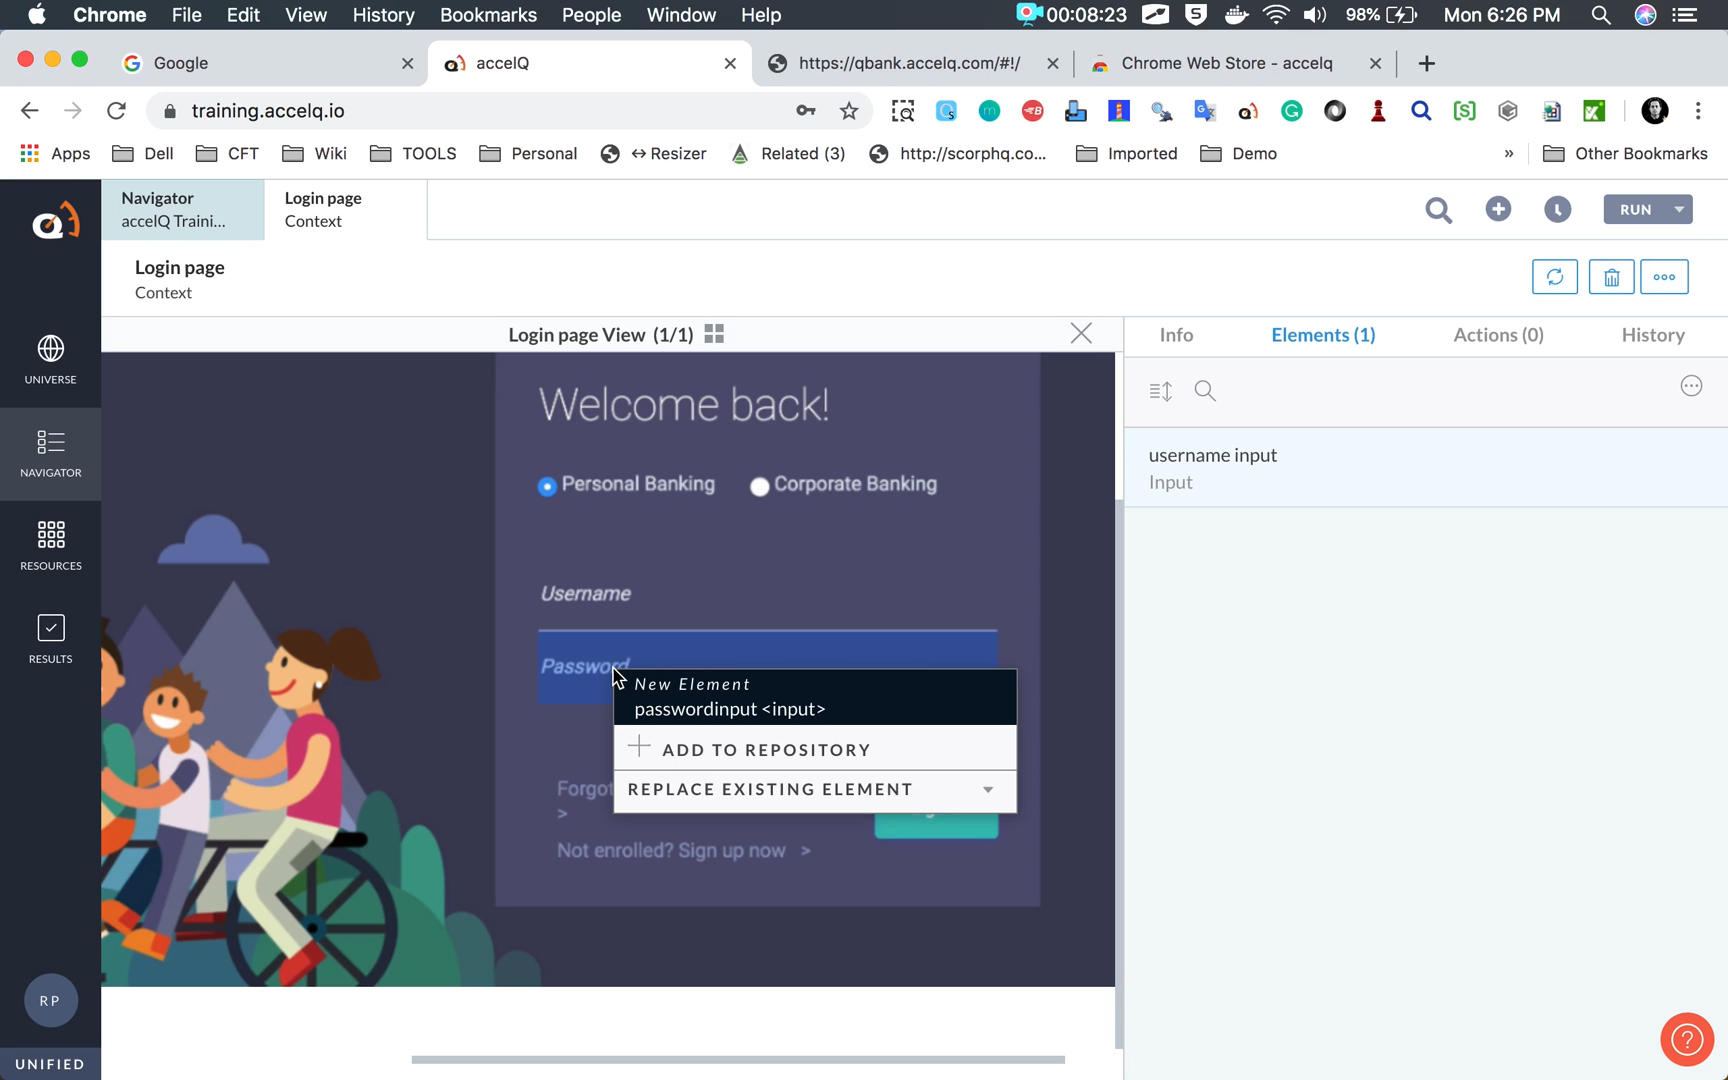 Chrome File Edit View History Bookmarks People Window Help 00:08:23 98% Mon 6:26 PM
Google accelQ https://qbank.accelq.com/#!/ Chrome Web Store - accelq
training.accelq.io
Apps Dell CFT Wiki TOOLS Personal ↔Resizer Related (3) http://scorphq.co... Imported Demo » Other Bookmarks
Navigator
accelQ Traini...
Login page
Context
RUN
Login page
Context
Login page View (1/1)
Info Elements (1) Actions (0) History
UNIVERSE
NAVIGATOR
RESOURCES
RESULTS
RP
UNIFIED
Welcome back!
Personal Banking Corporate Banking
Username
Password
New Element
passwordinput <input>
ADD TO REPOSITORY
REPLACE EXISTING ELEMENT
Forgot
>
Not enrolled? Sign up now >
username input
Input